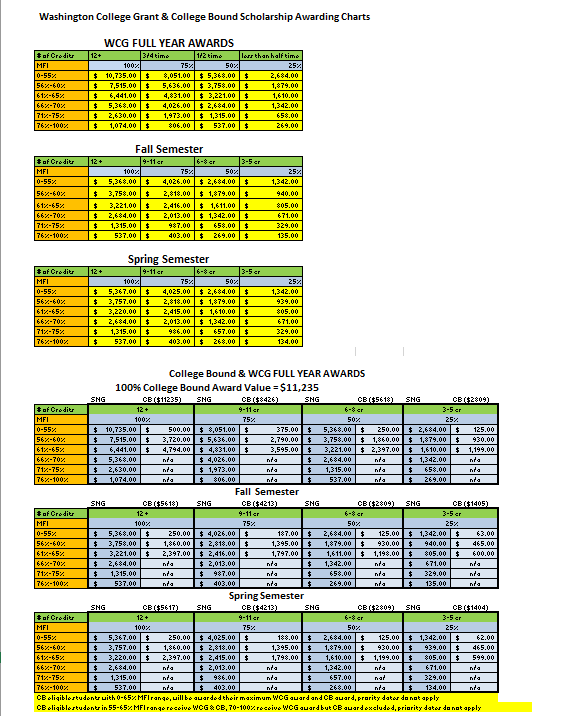 Washington College Grant & College Bound Scholarship Awarding Charts
WCG FULL YEAR AWARDS
# of Credits 12+ 3/4 time 1/2 time less than half time
MFI 100% 75% 50% 25%
0-55% $ 10,735.00 $ 8,051.00 $ 5,368.00 $ 2,684.00
56%-60% $ 7,515.00 $ 5,636.00 $ 3,758.00 $ 1,879.00
61%-65% $ 6,441.00 $ 4,831.00 $ 3,221.00 $ 1,610.00
66%-70% $ 5,368.00 $ 4,026.00 $ 2,684.00 $ 1,342.00
71%-75% $ 2,630.00 $ 1,973.00 $ 1,315.00 $ 658.00
76%-100% $ 1,074.00 $ 806.00 $ 537.00 $ 269.00
Fall Semester
# of Credits 12+ 9-11 cr 6-8 cr 3-5 cr
MFI 100% 75% 50% 25%
0-55% $ 5,368.00 $ 4,026.00 $ 2,684.00 $ 1,342.00
56%-60% $ 3,758.00 $ 2,818.00 $ 1,879.00 $ 940.00
61%-65% $ 3,221.00 $ 2,416.00 $ 1,611.00 $ 805.00
66%-70% $ 2,684.00 $ 2,013.00 $ 1,342.00 $ 671.00
71%-75% $ 1,315.00 $ 987.00 $ 658.00 $ 329.00
76%-100% $ 537.00 $ 403.00 $ 269.00 $ 135.00
Spring Semester
# of Credits 12+ 9-11 cr 6-8 cr 3-5 cr
MFI 100% 75% 50% 25%
0-55% $ 5,367.00 $ 4,025.00 $ 2,684.00 $ 1,342.00
56%-60% $ 3,757.00 $ 2,818.00 $ 1,879.00 $ 939.00
61%-65% $ 3,220.00 $ 2,415.00 $ 1,610.00 $ 805.00
66%-70% $ 2,684.00 $ 2,013.00 $ 1,342.00 $ 671.00
71%-75% $ 1,315.00 $ 986.00 $ 657.00 $ 329.00
76%-100% $ 537.00 $ 403.00 $ 268.00 $ 134.00
College Bound & WCG FULL YEAR AWARDS
100% College Bound Award Value = $11,235
SNG CB ($11235) SNG CB ($8426) SNG CB ($5618) SNG CB ($2809)
# of Credits 12+ 9-11 cr 6-8 cr 3-5 cr
MFI 100% 75% 50% 25%
0-55% $ 10,735.00 $ 500.00 $ 8,051.00 $ 375.00 $ 5,368.00 $ 250.00 $ 2,684.00 $ 125.00
56%-60% $ 7,515.00 $ 3,720.00 $ 5,636.00 $ 2,790.00 $ 3,758.00 $ 1,860.00 $ 1,879.00 $ 930.00
61%-65% $ 6,441.00 $ 4,794.00 $ 4,831.00 $ 3,595.00 $ 3,221.00 $ 2,397.00 $ 1,610.00 $ 1,199.00
66%-70% $ 5,368.00 n/a $ 4,026.00 n/a $ 2,684.00 n/a $ 1,342.00 n/a
71%-75% $ 2,630.00 n/a $ 1,973.00 n/a $ 1,315.00 n/a $ 658.00 n/a
76%-100% $ 1,074.00 n/a $ 806.00 n/a $ 537.00 n/a $ 269.00 n/a
Fall Semester
SNG CB ($5618) SNG CB ($4213) SNG CB ($2809) SNG CB ($1405)
# of Credits 12+ 9-11 cr 6-8 cr 3-5 cr
MFI 100% 75% 50% 25%
0-55% $ 5,368.00 $ 250.00 $ 4,026.00 $ 187.00 $ 2,684.00 $ 125.00 $ 1,342.00 $ 63.00
56%-60% $ 3,758.00 $ 1,860.00 $ 2,818.00 $ 1,395.00 $ 1,879.00 $ 930.00 $ 940.00 $ 465.00
61%-65% $ 3,221.00 $ 2,397.00 $ 2,416.00 $ 1,797.00 $ 1,611.00 $ 1,198.00 $ 805.00 $ 600.00
66%-70% $ 2,684.00 n/a $ 2,013.00 n/a $ 1,342.00 n/a $ 671.00 n/a
71%-75% $ 1,315.00 n/a $ 987.00 n/a $ 658.00 n/a $ 329.00 n/a
76%-100% $ 537.00 n/a $ 403.00 n/a $ 269.00 n/a $ 135.00 n/a
Spring Semester
SNG CB ($5617) SNG CB ($4213) SNG CB ($2809) SNG CB ($1404)
# of Credits 12+ 9-11 cr 6-8 cr 3-5 cr
MFI 100% 75% 50% 25%
0-55% $ 5,367.00 $ 250.00 $ 4,025.00 $ 188.00 $ 2,684.00 $ 125.00 $ 1,342.00 $ 62.00
56%-60% $ 3,757.00 $ 1,860.00 $ 2,818.00 $ 1,395.00 $ 1,879.00 $ 930.00 $ 939.00 $ 465.00
61%-65% $ 3,220.00 $ 2,397.00 $ 2,415.00 $ 1,798.00 $ 1,610.00 $ 1,199.00 $ 805.00 $ 599.00
66%-70% $ 2,684.00 n/a $ 2,013.00 n/a $ 1,342.00 n/a $ 671.00 n/a
71%-75% $ 1,315.00 n/a $ 986.00 n/a $ 657.00 na/ $ 329.00 n/a
76%-100% $ 537.00 n/a $ 403.00 n/a $ 268.00 n/a $ 134.00 n/a
CB eligible students with 0-65% MFI range, will be awarded their maximum WCG award and CB award, prarity dates do not apply
CB eligible students in 55-65% MFI range receive WCG & CB, 70-100% receive WCG award but CB award excluded, priarity dates do not apply